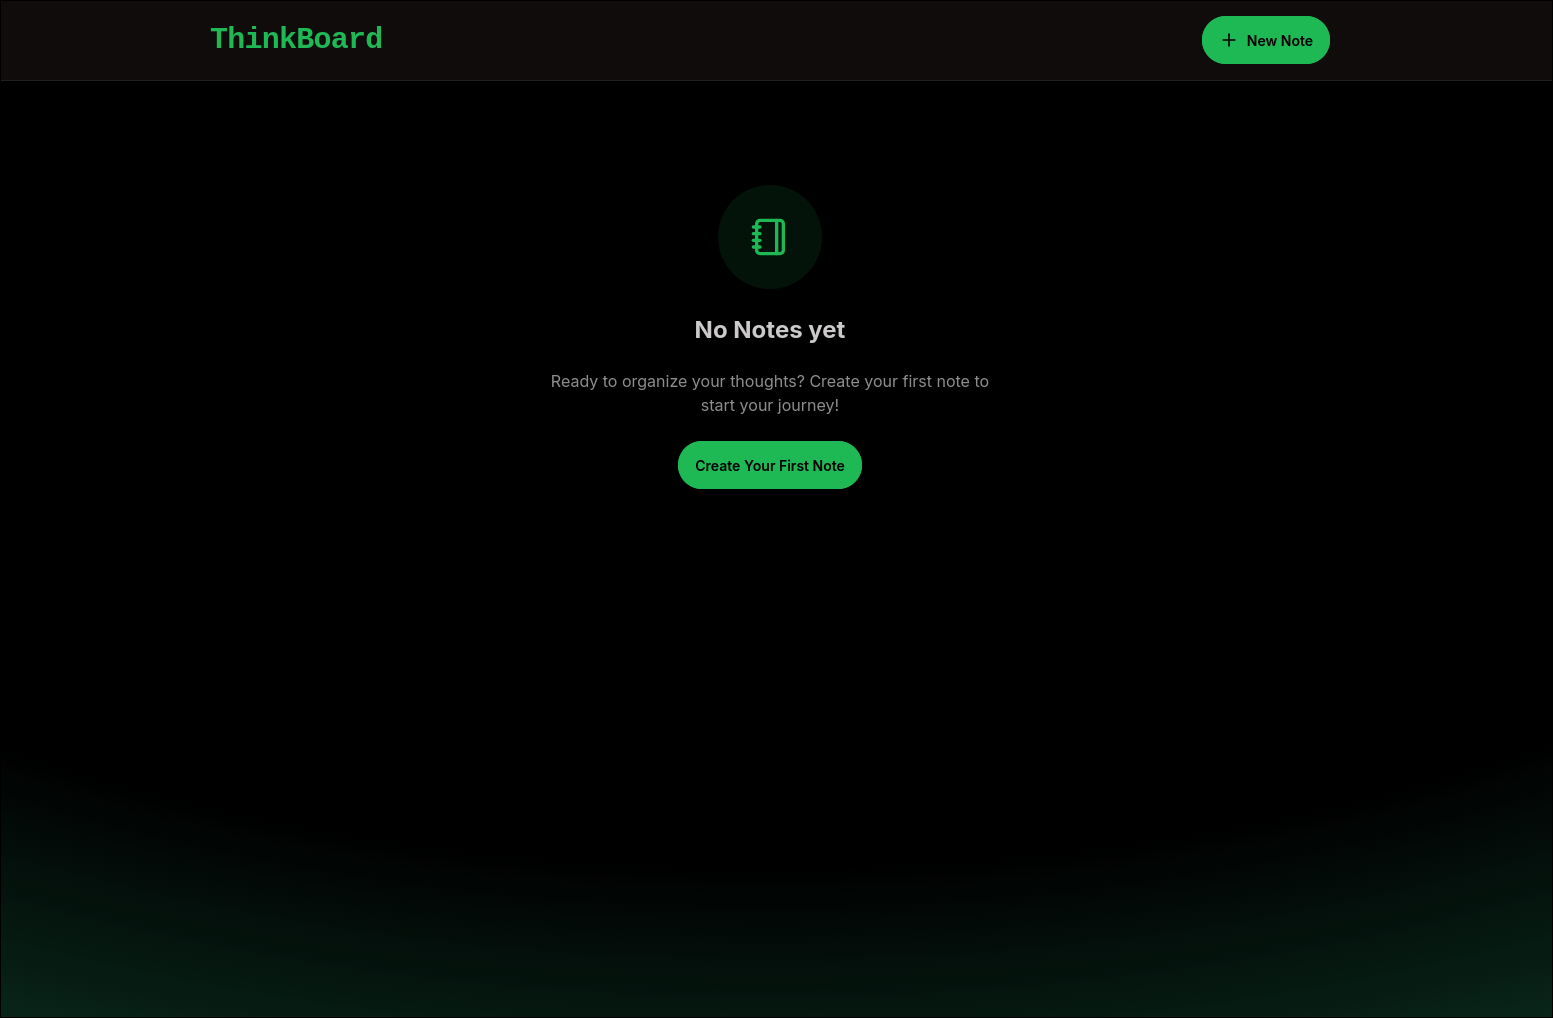 ThinkBoard
New Note
No Notes yet
Ready to organize your thoughts? Create your first note to
start your journey!
Create Your First Note